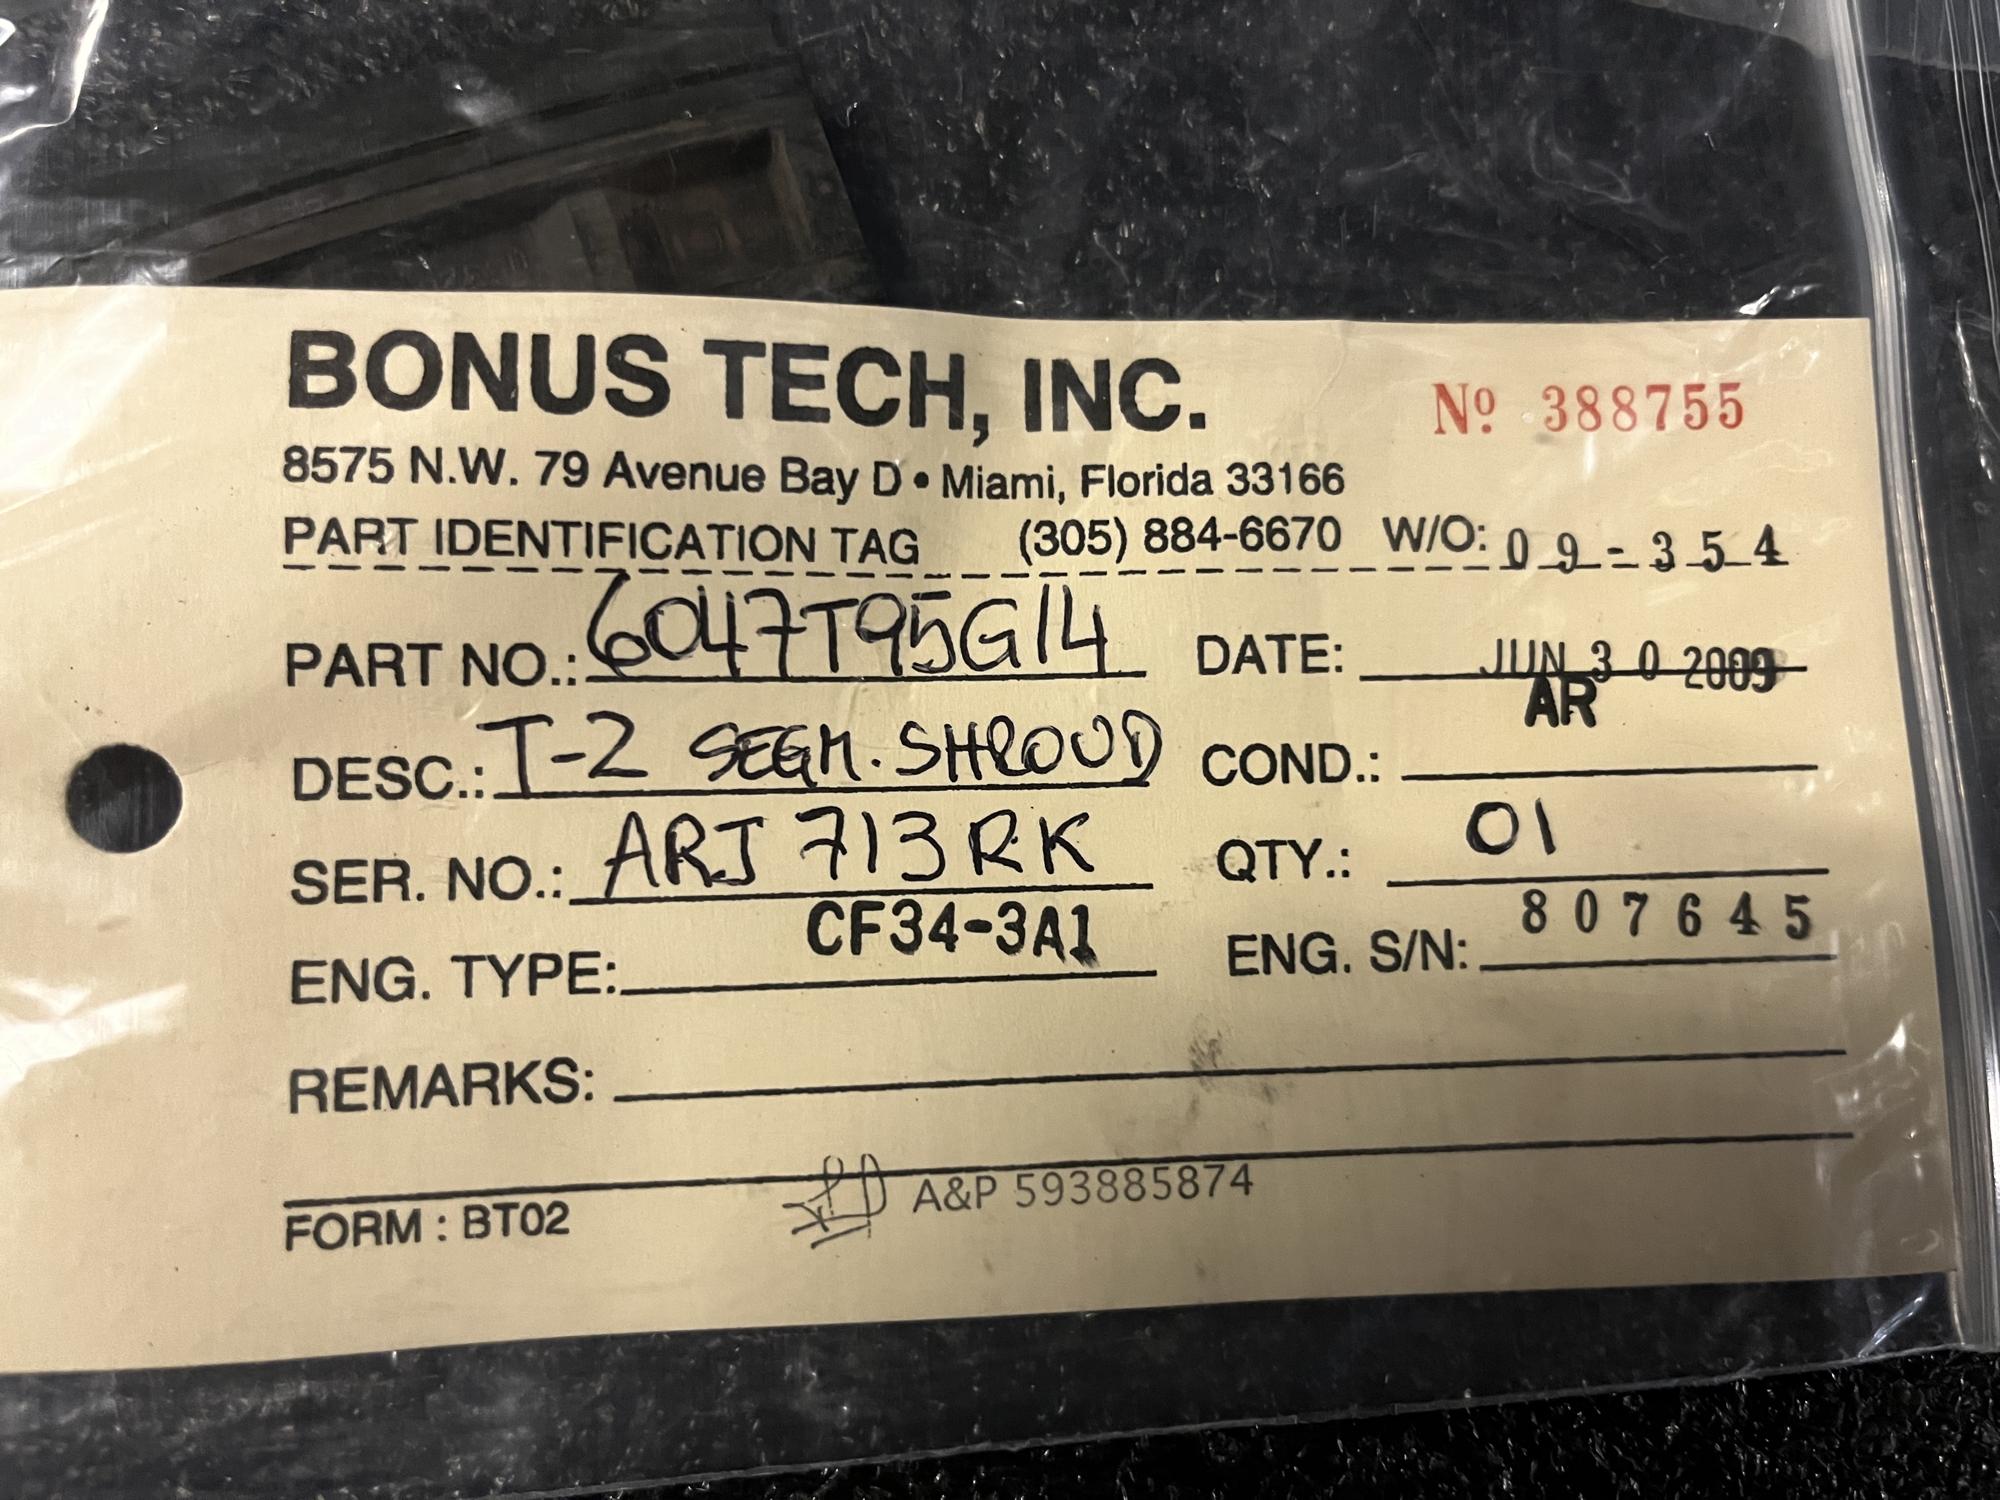 BONUS TECH, INC.
Nº 388755
8575 N.W. 79 Avenue Bay D • Miami, Florida 33166
PART IDENTIFICATION TAG (305) 884-6670 W/O: 09-354
PART NO.: 6047T95G14 DATE: JUN 30 2009
DESC.: T-2 SEGM. SHROUD COND.: AR
SER. NO.: ARJ 713RK QTY.: 01
ENG. TYPE: CF34-3A1 ENG. S/N: 807645
REMARKS:
A&P 593885874
FORM : BT02